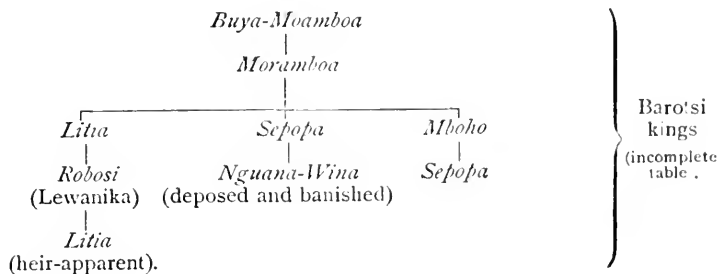 Buya-Moamboa
Moramboa
Litia Sepopa Mboho
Robosi Nguana-Wina Sepopa
(Lewanika) (deposed and banished)
Litia
(heir-apparent).
Barotsi
kings
(incomplete
table .